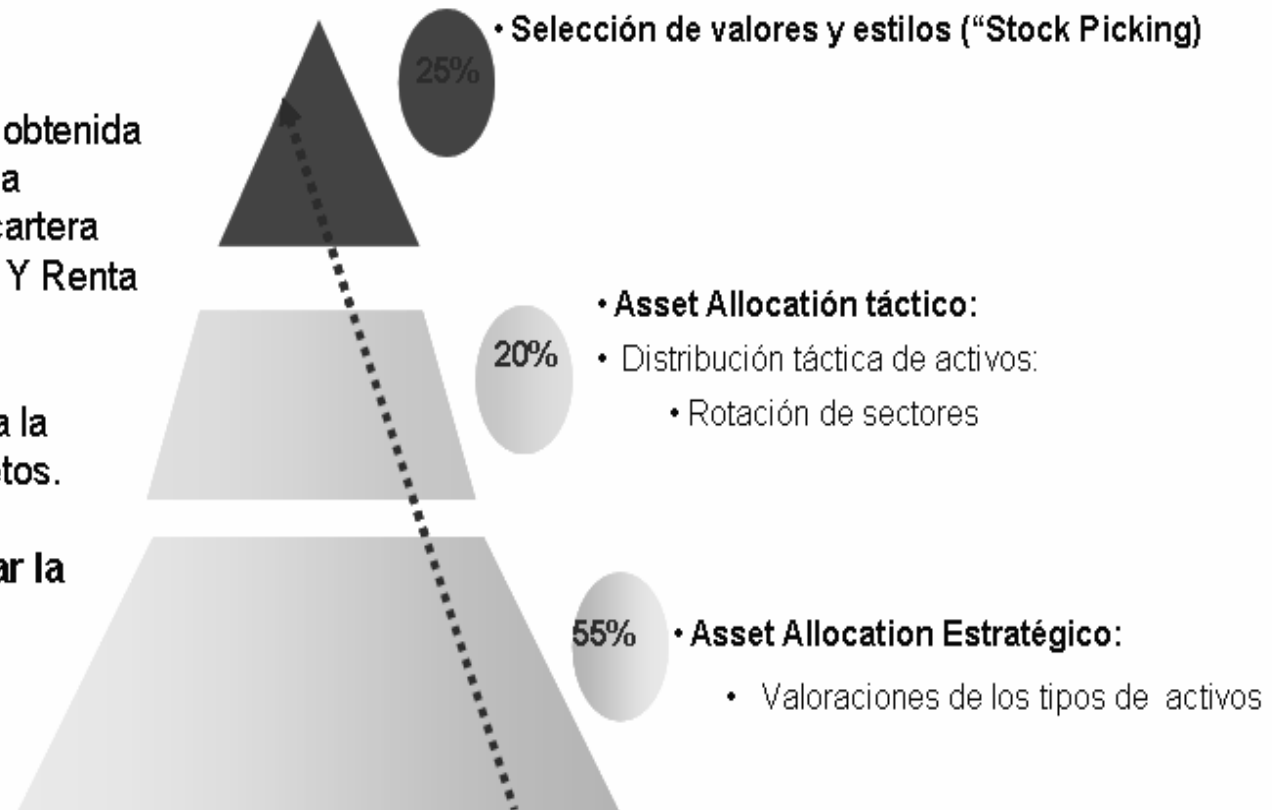 • Selección de valores y estilos (“Stock Picking)
25%
obtenida
a
cartera
Y Renta
• Asset Allocatión táctico:
20%
• Distribución táctica de activos:
• Rotación de sectores
a la
tos.
ar la
55%
• Asset Allocation Estratégico:
• Valoraciones de los tipos de activos